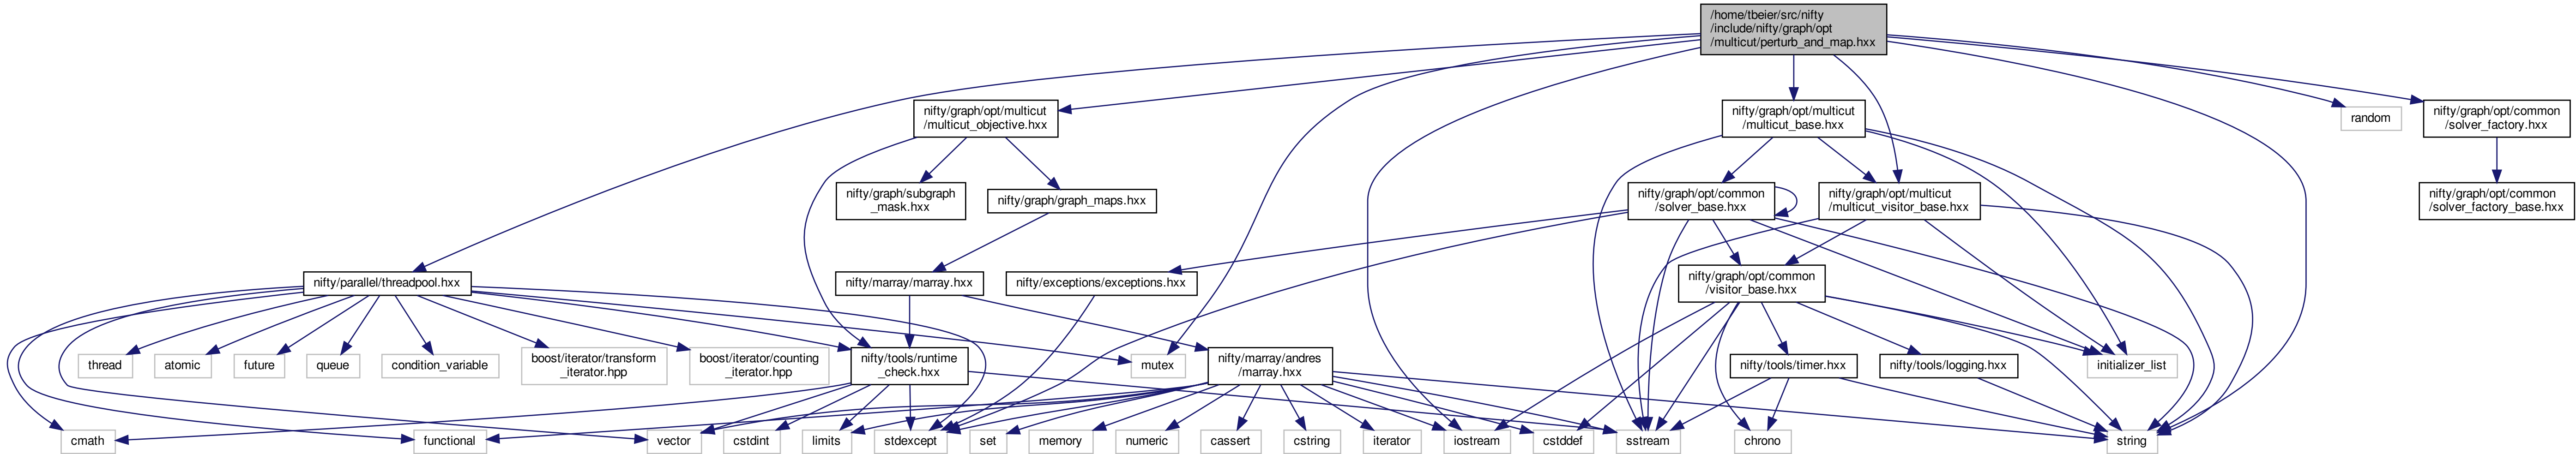 /home/tbeier/src/nifty
/include/nifty/graph/opt
/multicut/perturb_and_map.hxx
nifty/graph/opt/multicut
/multicut_objective.hxx
nifty/graph/opt/multicut
/multicut_base.hxx
random
nifty/graph/opt/common
/solver_factory.hxx
nifty/graph/subgraph
_mask.hxx
nifty/graph/graph_maps.hxx
nifty/graph/opt/common
/solver_base.hxx
nifty/graph/opt/multicut
/multicut_visitor_base.hxx
nifty/graph/opt/common
/solver_factory_base.hxx
nifty/parallel/threadpool.hxx
nifty/marray/marray.hxx
nifty/exceptions/exceptions.hxx
nifty/graph/opt/common
/visitor_base.hxx
thread
atomic
future
queue
condition_variable
boost/iterator/transform
_iterator.hpp
boost/iterator/counting
_iterator.hpp
nifty/tools/runtime
_check.hxx
mutex
nifty/marray/andres
/marray.hxx
nifty/tools/timer.hxx
nifty/tools/logging.hxx
initializer_list
cmath
functional
vector
cstdint
limits
stdexcept
set
memory
numeric
cassert
cstring
iterator
iostream
cstddef
sstream
chrono
string